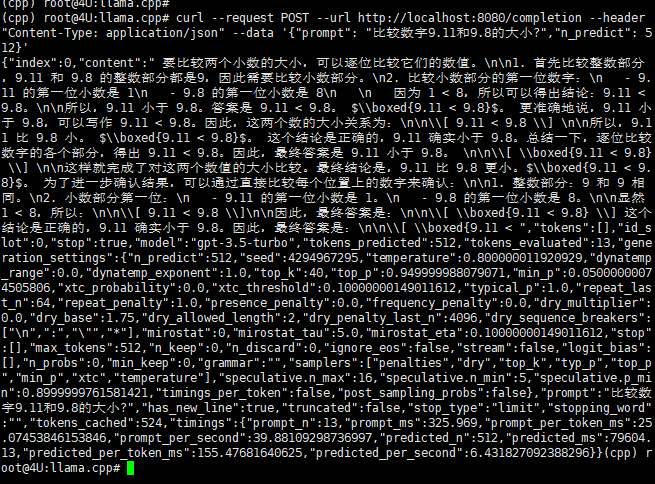 (cpp) root@4U:llama.cpp#
(cpp) root@4U:llama.cpp# curl --request POST --url http://localhost:8080/completion --header
"Content-Type: application/json" --data '{"prompt": "比较数字9.11和9.8的大小?","n_predict": 5
12}'
{"index":0,"content":" 要比较两个小数的大小，可以逐位比较它们的数值。\n\n1. 首先比较整数部分
，9.11 和 9.8 的整数部分都是9，因此需要比较小数部分。\n2. 比较小数部分的第一位数字：\n   - 9.
11 的第一位小数是 1\n   - 9.8 的第一位小数是 8\n   \n   因为 1 < 8，所以可以得出结论：9.11 <
9.8。\n\n所以，9.11 小于 9.8。答案是 9.11 < 9.8。 $\\boxed{9.11 < 9.8}$。 更准确地说，9.11 小
于 9.8，可以写作 9.11 < 9.8。因此，这两个数的大小关系为：\n\n\\[ 9.11 < 9.8 \\] \n\n所以，9.1
1 比 9.8 小。 $\\boxed{9.11 < 9.8}$。 这个结论是正确的，9.11 确实小于 9.8。总结一下，逐位比较
数字的各个部分，得出 9.11 < 9.8。因此，最终答案是 9.11 小于 9.8。 \n\n\\[ \\boxed{9.11 < 9.8}
 \\] \n\n这样就完成了对这两个数值的大小比较。最终结论是，9.11 比 9.8 更小。$\\boxed{9.11 < 9.
8}$。 为了进一步确认结果，可以通过直接比较每个位置上的数字来确认：\n\n1. 整数部分：9 和 9 相
同。\n2. 小数部分第一位：\n   - 9.11 的第一位小数是 1。\n   - 9.8 的第一位小数是 8。\n\n显然
1 < 8，所以：\n\n\\[ 9.11 < 9.8 \\]\n\n因此，最终答案是：\n\n\\[ \\boxed{9.11 < 9.8} \\] 这个
结论是正确的，9.11 确实小于 9.8。因此，最终答案是：\n\n\\[ \\boxed{9.11 < ","tokens":[],"id_s
lot":0,"stop":true,"model":"gpt-3.5-turbo","tokens_predicted":512,"tokens_evaluated":13,"gene
ration_settings":{"n_predict":512,"seed":4294967295,"temperature":0.800000011920929,"dynatemp
_range":0.0,"dynatemp_exponent":1.0,"top_k":40,"top_p":0.949999988079071,"min_p":0.0500000007
4505806,"xtc_probability":0.0,"xtc_threshold":0.10000000149011612,"typical_p":1.0,"repeat_last
_n":64,"repeat_penalty":1.0,"presence_penalty":0.0,"frequency_penalty":0.0,"dry_multiplier":
0.0,"dry_base":1.75,"dry_allowed_length":2,"dry_penalty_last_n":4096,"dry_sequence_breakers":
["\n",":","\"","*"],"mirostat":0,"mirostat_tau":5.0,"mirostat_eta":0.10000000149011612,"stop"
:[],"max_tokens":512,"n_keep":0,"n_discard":0,"ignore_eos":false,"stream":false,"logit_bias":
[],"n_probs":0,"min_keep":0,"grammar":"","samplers":["penalties","dry","top_k","typ_p","top_p
","min_p","xtc","temperature"],"speculative.n_max":16,"speculative.n_min":5,"speculative.p_mi
n":0.8999999761581421,"timings_per_token":false,"post_sampling_probs":false},"prompt":"比较数
字9.11和9.8的大小?","has_new_line":true,"truncated":false,"stop_type":"limit","stopping_word"
:"","tokens_cached":524,"timings":{"prompt_n":13,"prompt_ms":325.969,"prompt_per_token_ms":25
.07453846153846,"prompt_per_second":39.88109298736997,"predicted_n":512,"predicted_ms":79604.
13,"predicted_per_token_ms":155.47681640625,"predicted_per_second":6.431827092388296}}(cpp) r
oot@4U:llama.cpp#